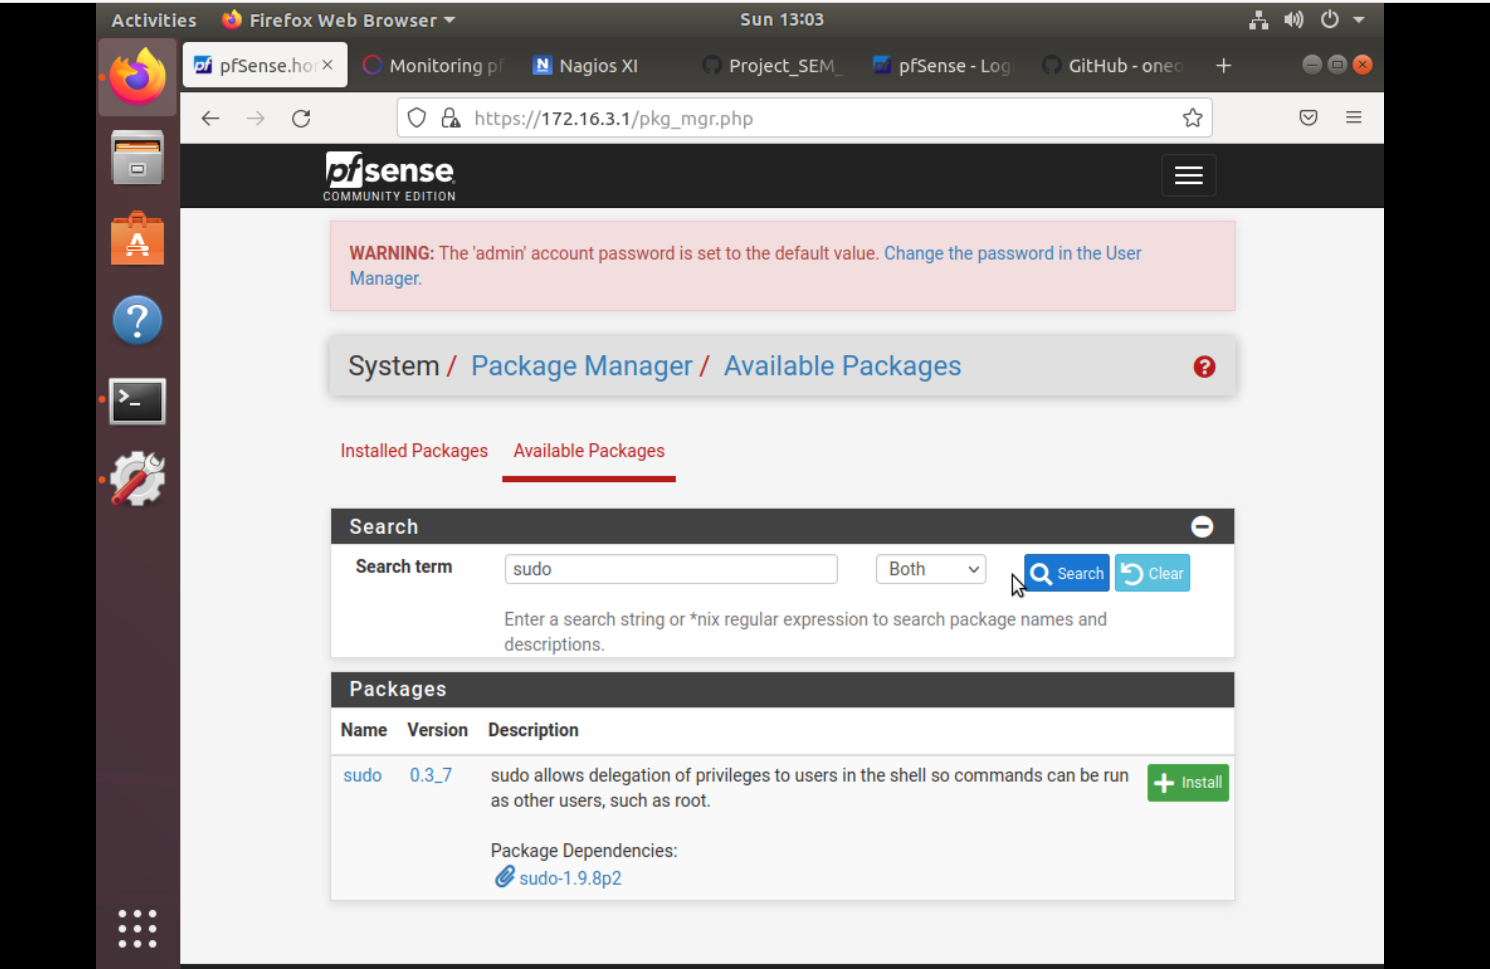 Activities Firefox Web Browser Sun 13:03
pfSense.hor Monitoring pf Nagios XI Project_SEM_ pfSense - Logi GitHub - oneo
https://172.16.3.1/pkg_mgr.php
pfsense
COMMUNITY EDITION
WARNING: The 'admin' account password is set to the default value. Change the password in the User
Manager.
System / Package Manager / Available Packages
Installed Packages Available Packages
Search
Search term sudo Both Search Clear
Enter a search string or *nix regular expression to search package names and
descriptions.
Packages
Name Version Description
sudo 0.3_7 sudo allows delegation of privileges to users in the shell so commands can be run
as other users, such as root.
Install
Package Dependencies:
sudo-1.9.8p2